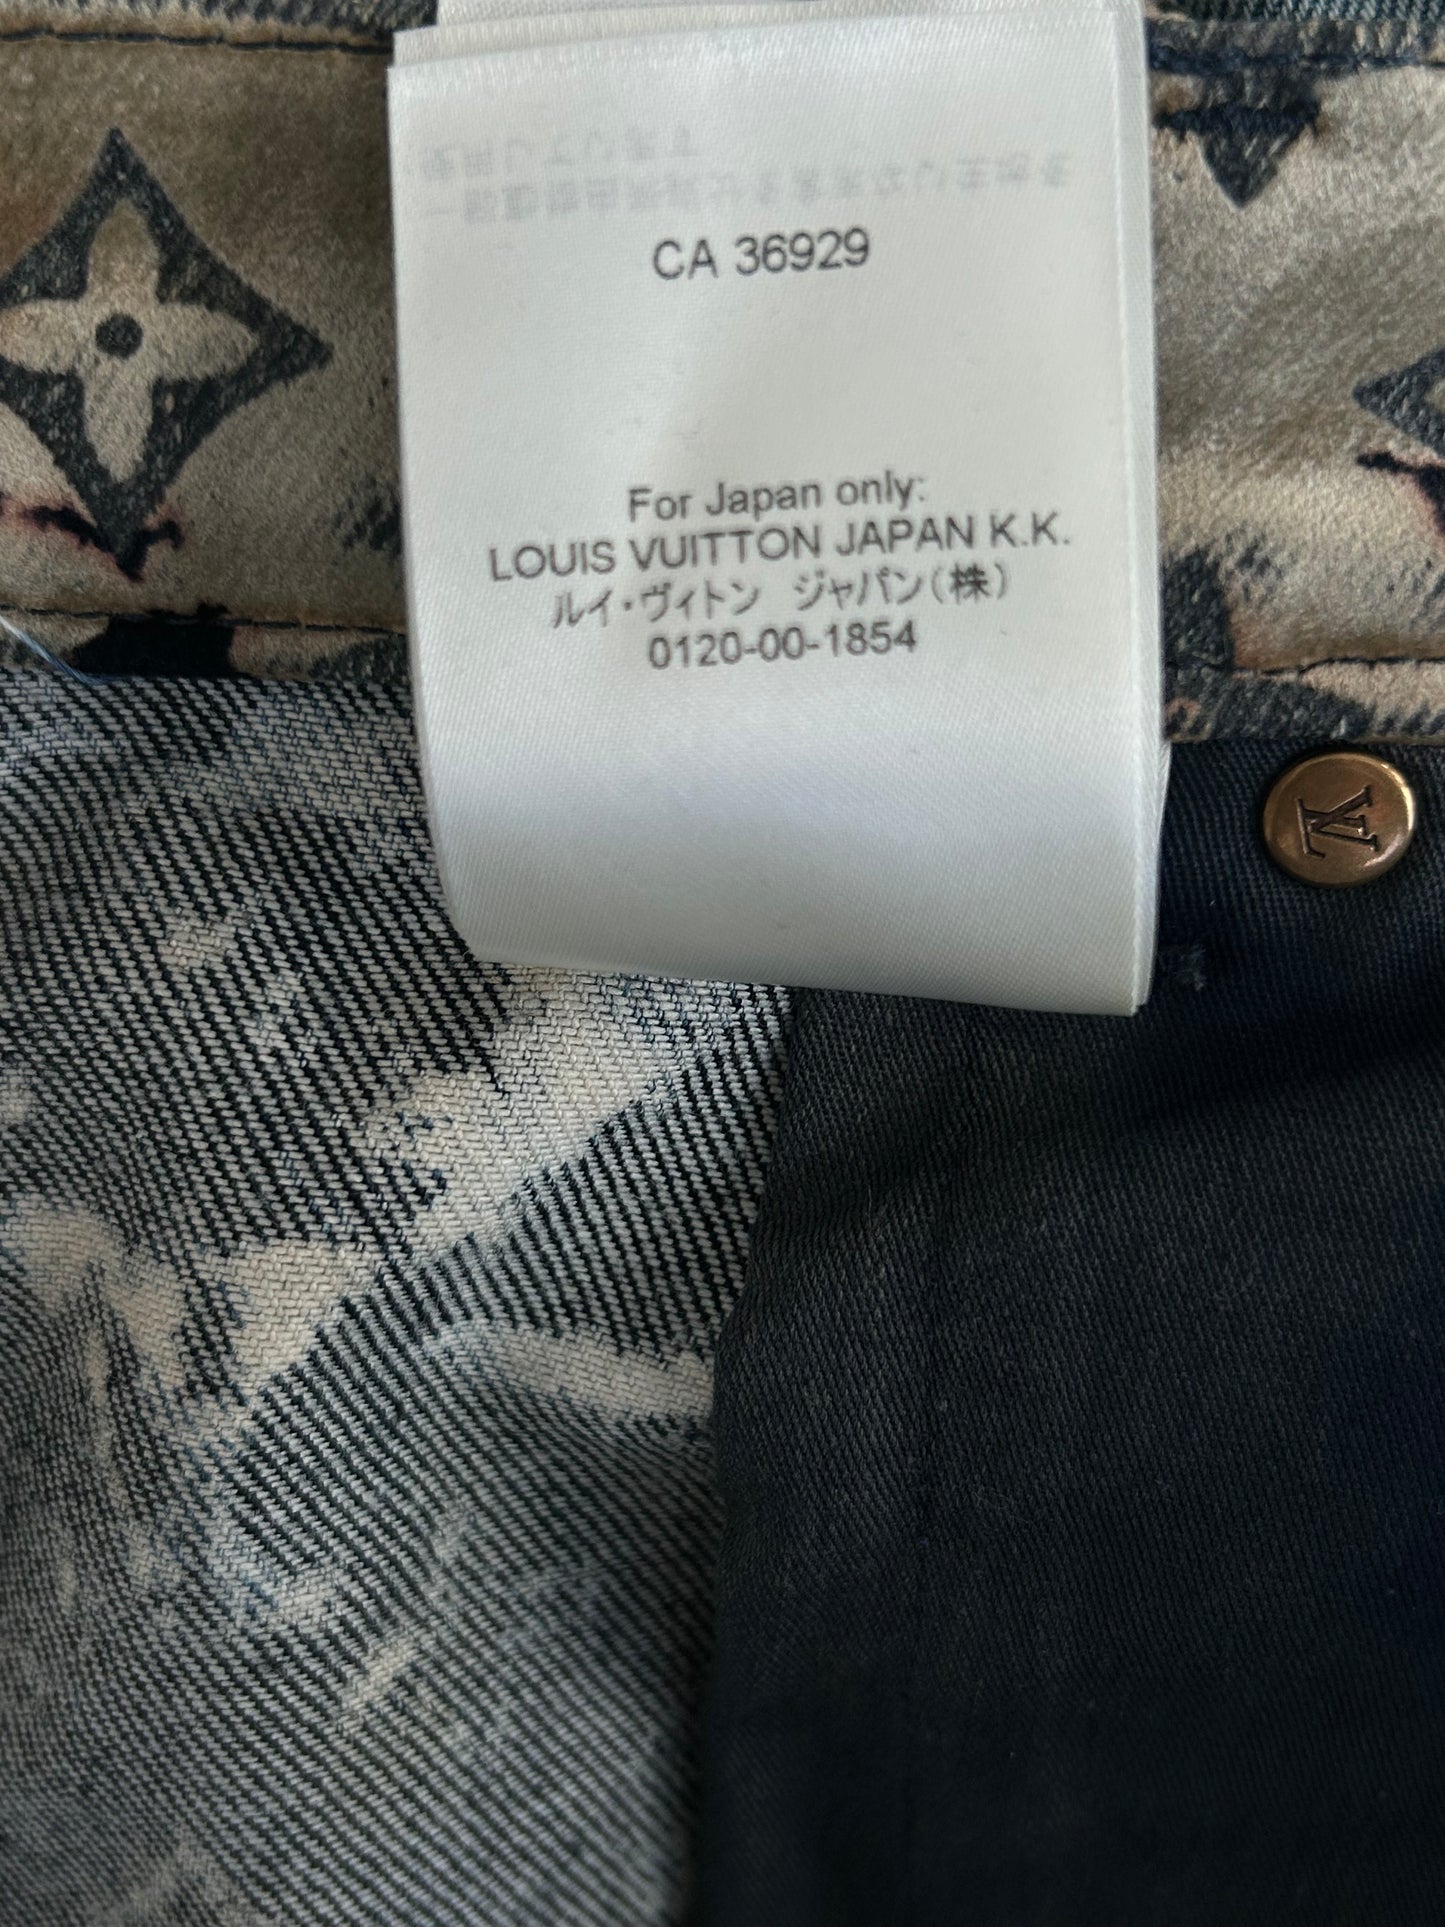 CA 36929
For Japan only:
LOUIS VUITTON JAPAN K.K.
ルイ・ヴィトン ジャパン(株)
0120-00-1854
LV